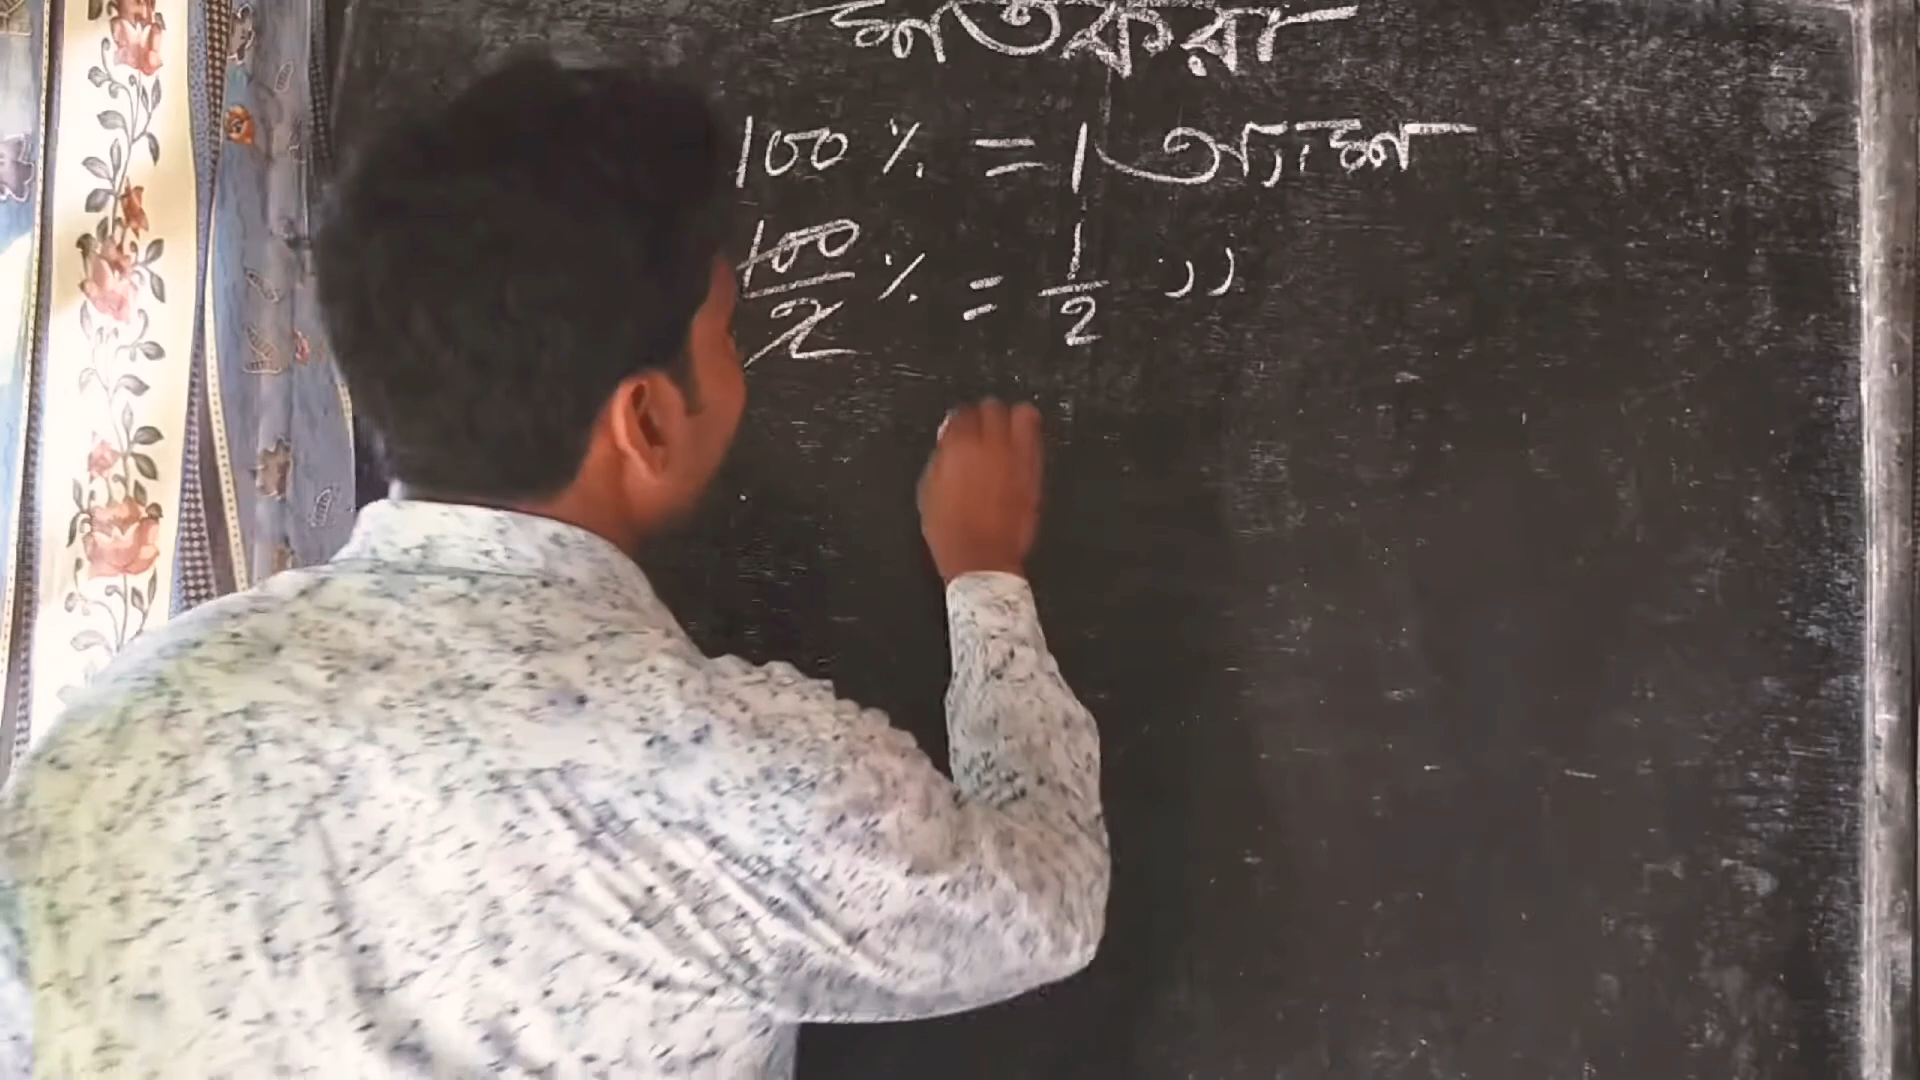 শতকরা
100 % = 1 অংশ
100/2 % = 1/2 ,,